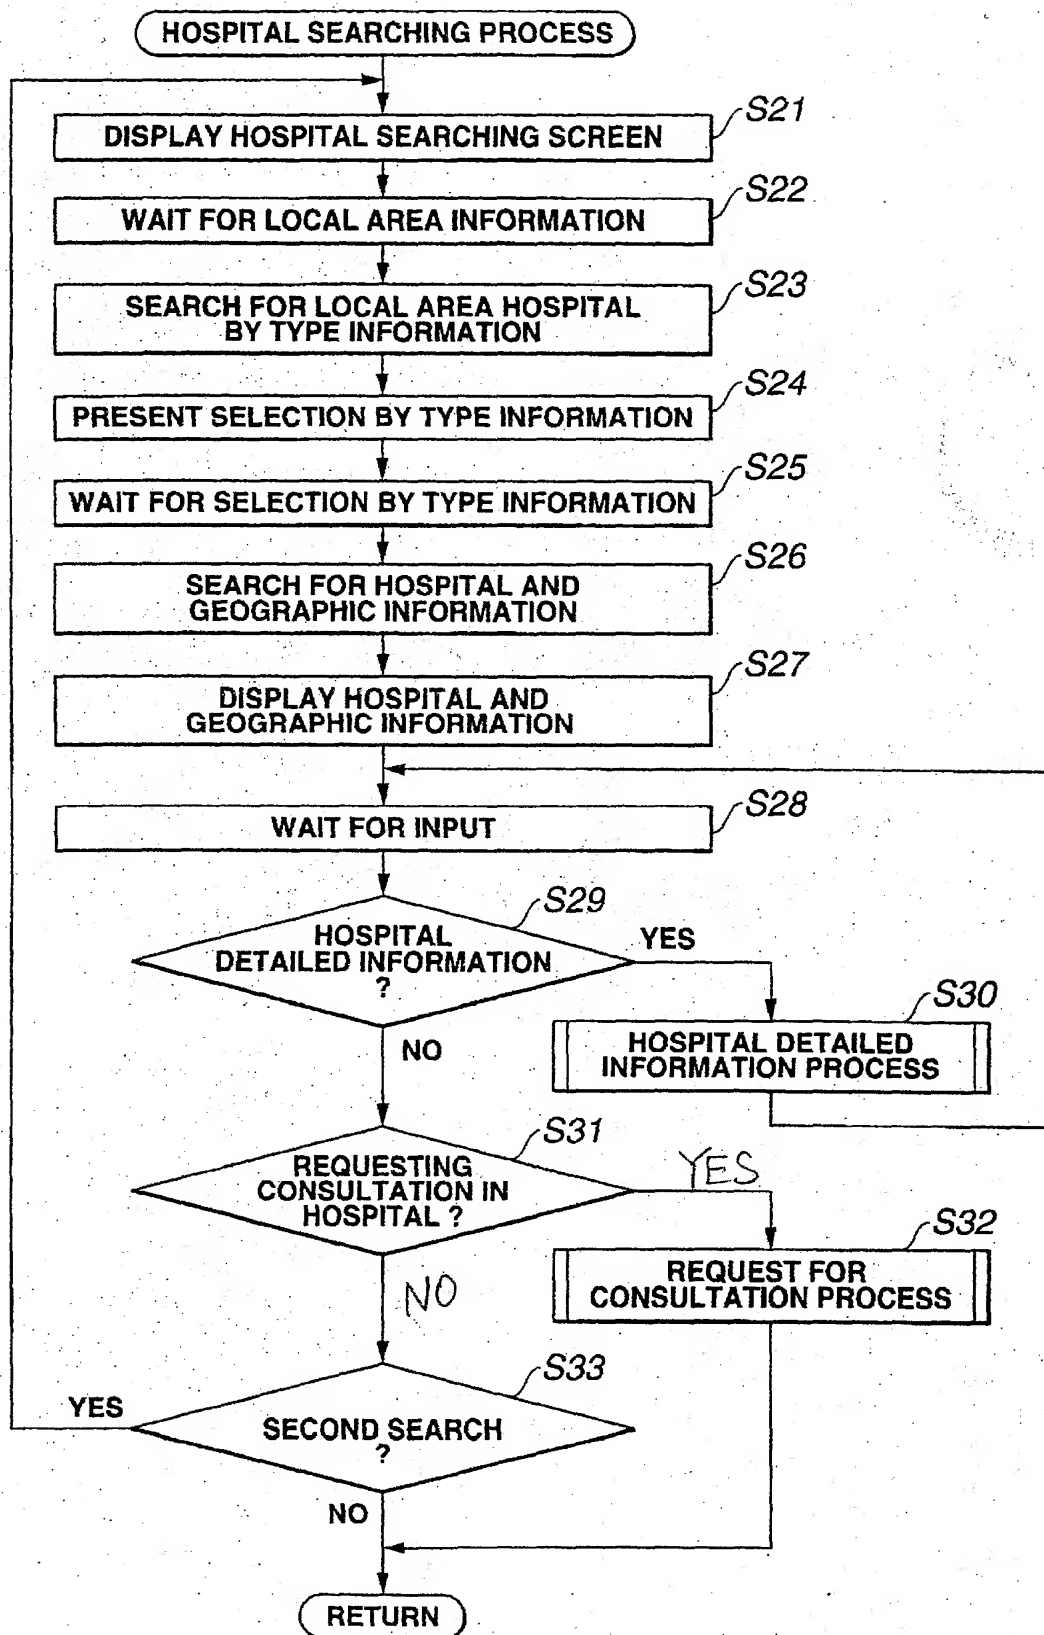 HOSPITAL SEARCHING PROCESS
S21
DISPLAY HOSPITAL SEARCHING SCREEN
S22
WAIT FOR LOCAL AREA INFORMATION
S23
SEARCH FOR LOCAL AREA HOSPITAL
BY TYPE INFORMATION
S24
PRESENT SELECTION BY TYPE INFORMATION
S25
WAIT FOR SELECTION BY TYPE INFORMATION
S26
SEARCH FOR HOSPITAL AND
GEOGRAPHIC INFORMATION
S27
DISPLAY HOSPITAL AND
GEOGRAPHIC INFORMATION
S28
WAIT FOR INPUT
S29
HOSPITAL
DETAILED INFORMATION
?
YES
NO
S30
HOSPITAL DETAILED
INFORMATION PROCESS
S31
REQUESTING
CONSULTATION IN
HOSPITAL ?
YES
NO
S32
REQUEST FOR
CONSULTATION PROCESS
S33
SECOND SEARCH
?
YES
NO
RETURN